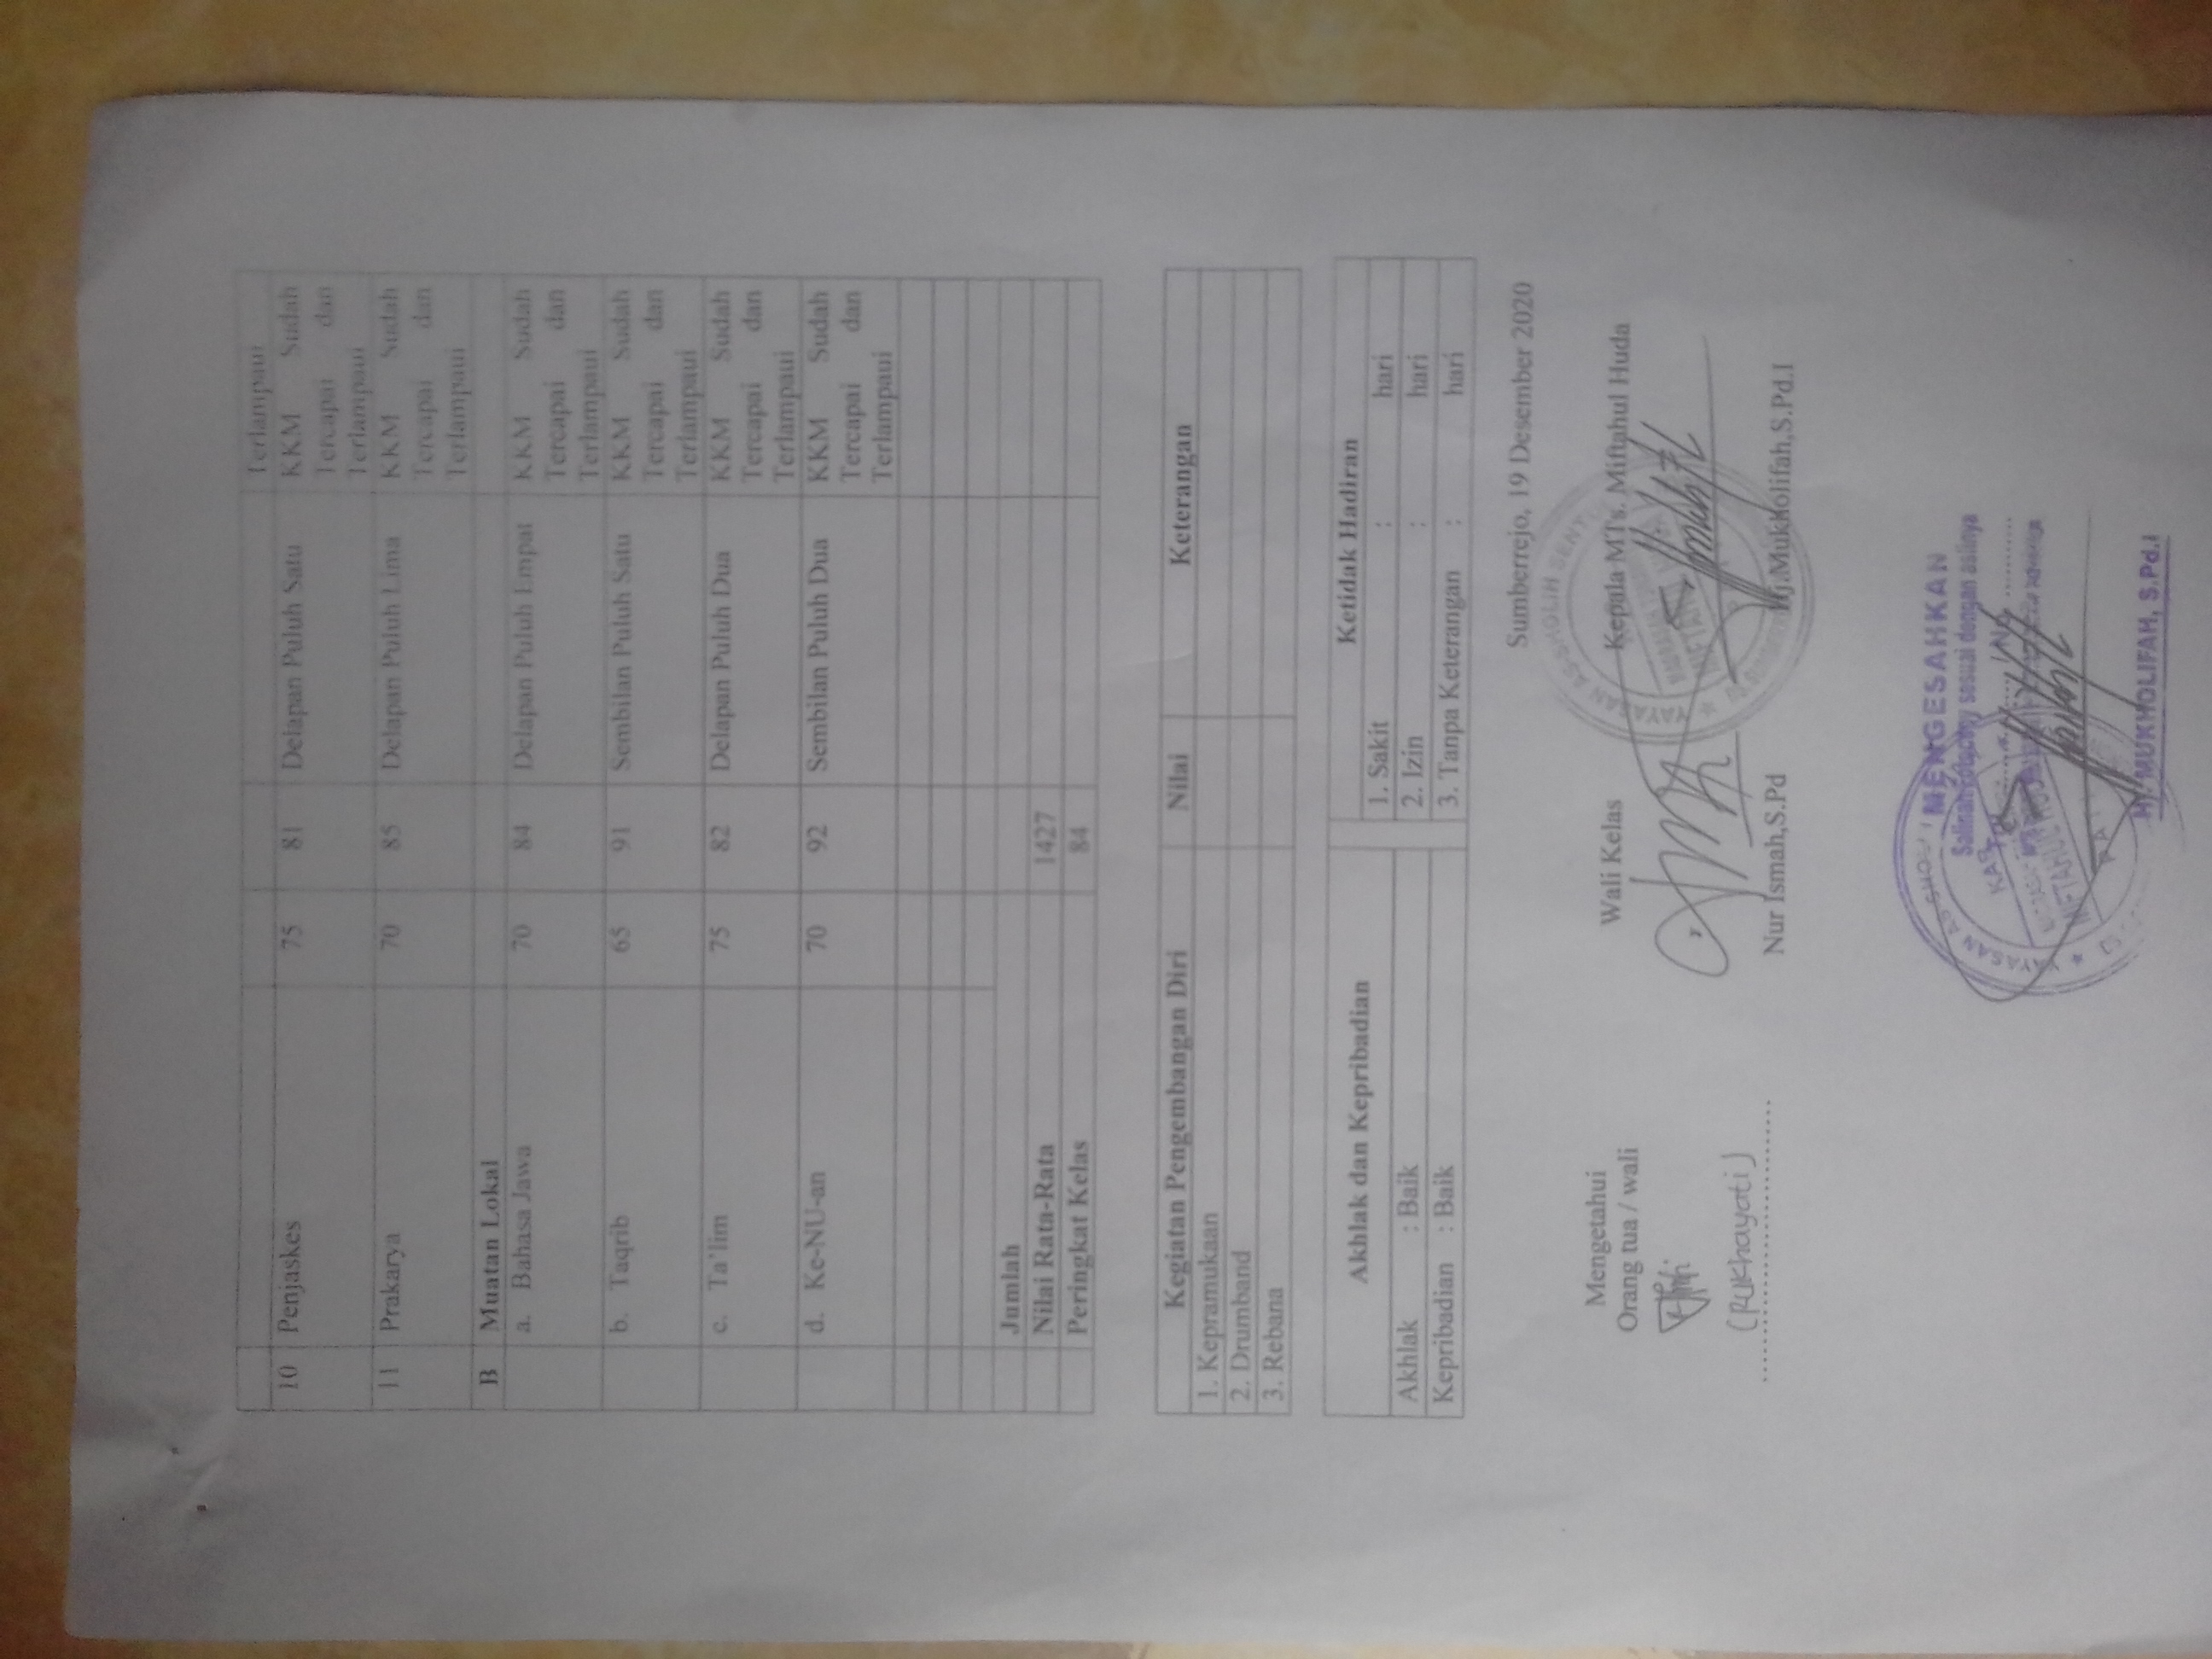 Terlampaui
10 Penjaskes 75 81 Delapan Puluh Satu KKM Sudah
Tercapai dan
Terlampaui
11 Prakarya 70 85 Delapan Puluh Lima KKM Sudah
Tercapai dan
Terlampaui
B Muatan Lokal
a. Bahasa Jawa 70 84 Delapan Puluh Empat KKM Sudah
Tercapai dan
Terlampaui
b. Taqrib 65 91 Sembilan Puluh Satu KKM Sudah
Tercapai dan
Terlampaui
c. Ta'lim 75 82 Delapan Puluh Dua KKM Sudah
Tercapai dan
Terlampaui
d. Ke-NU-an 70 92 Sembilan Puluh Dua KKM Sudah
Tercapai dan
Terlampaui
Jumlah
Nilai Rata-Rata 1427
Peringkat Kelas 84
Kegiatan Pengembangan Diri Nilai Keterangan
1. Kepramukaan
2. Drumband
3. Rebana
Akhlak dan Kepribadian
Akhlak : Baik
Kepribadian : Baik
Ketidak Hadiran
1. Sakit : hari
2. Izin : hari
3. Tanpa Keterangan : hari
Sumberrejo, 19 Desember 2020
Mengetahui
Orang tua / wali
(Rukhayati)
Wali Kelas
Nur Ismah,S.Pd
Kepala MTs. Miftahul Huda
Hj.Mukholifah,S.Pd.I
YAYASAN AS-SHOLIH
MIFTAHUL HUDA
YAYASAN AS-SHOLIH
MIFTAHUL HUDA
PATI
MENGESAHKAN
Salinan Fotocopy sesuai dengan aslinya
Tgl. ........... / No. ...........
Hj. MUKHOLIFAH, S.Pd.I